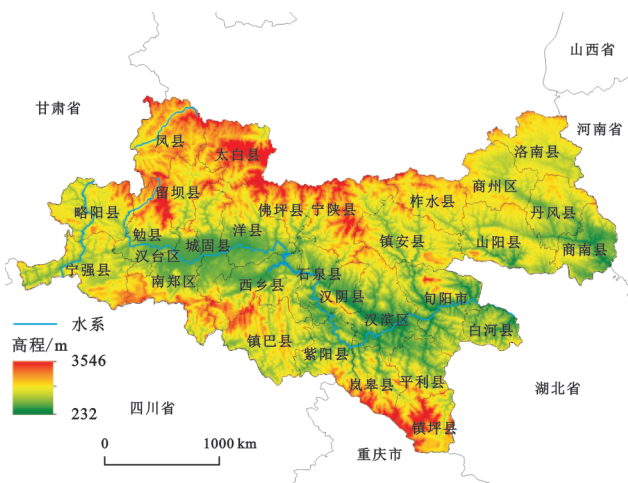 山西省
甘肃省
河南省
凤县
太白县
洛南县
留坝县
商州区
略阳县
佛坪县
宁陕县
柞水县
丹风县
勉县
洋县
城固县
镇安县
山阳县
商南县
汉台区
宁强县
南郑区
石泉县
西乡县
汉阴县
旬阳市
水系
汉滨区
白河县
高程/m
镇巴县
紫阳县
3546
岚皋县
平利县
湖北省
232
四川省
镇坪县
0
1000 km
重庆市